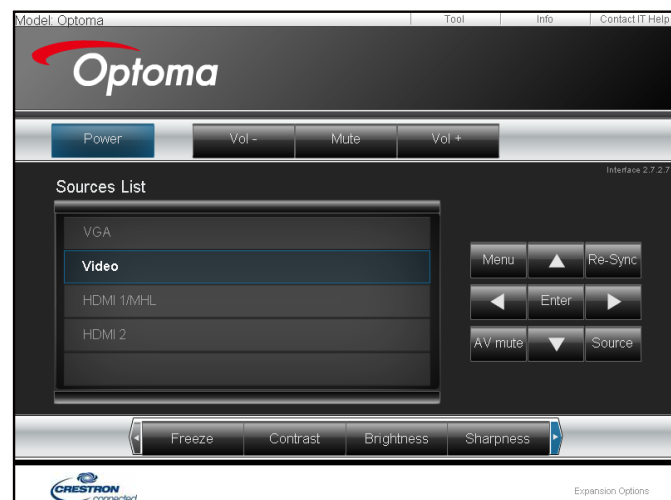 Model: Optoma Tool Info Contact IT Help
Optoma
Power Vol - Mute Vol +
Interface 2.7.2.7
Sources List
VGA
Video
HDMI 1/MHL
HDMI 2
Menu Re-Sync
Enter
AV mute Source
Freeze Contrast Brightness Sharpness
CRESTRON
connected
Expansion Options